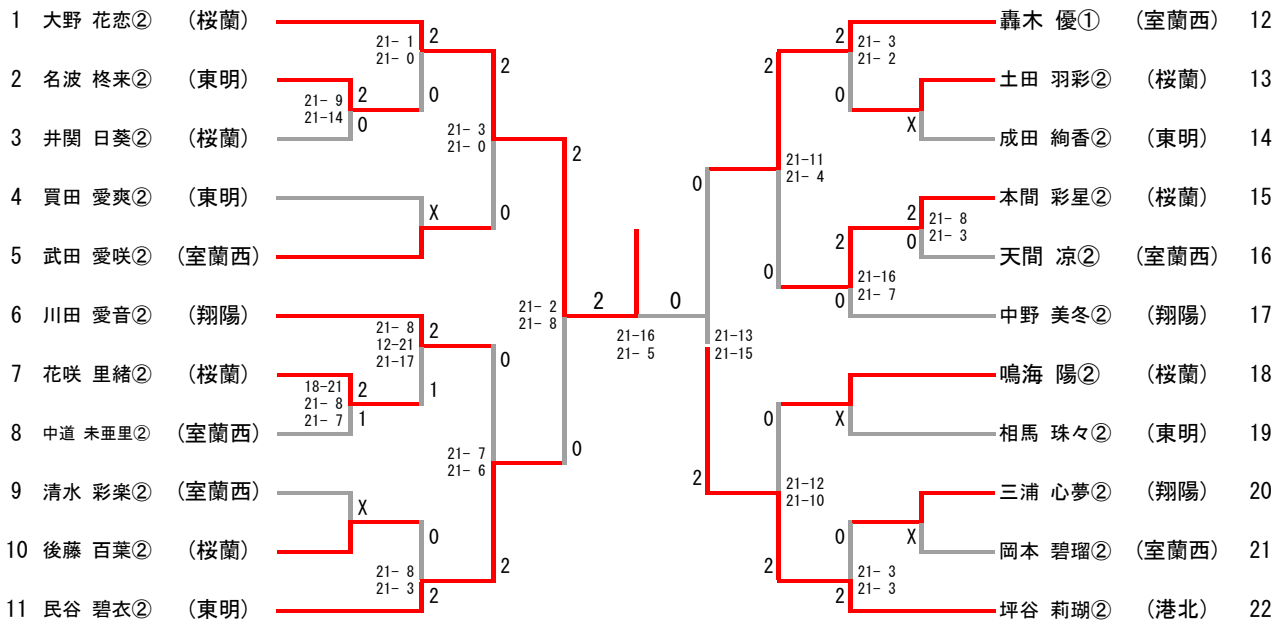 1 大野 花恋② (桜蘭)
2 名波 柊来② (東明)
3 井関 日葵② (桜蘭)
4 買田 愛爽② (東明)
5 武田 愛咲② (室蘭西)
6 川田 愛音② (翔陽)
7 花咲 里緒② (桜蘭)
8 中道 未亜里② (室蘭西)
9 清水 彩楽② (室蘭西)
10 後藤 百葉② (桜蘭)
11 民谷 碧衣② (東明)
21- 1
21- 0
2
0
21- 9
21-14
2
0
21- 3
21- 0
2
0
X
21- 8
12-21
21-17
2
1
18-21
21- 8
21- 7
2
1
21- 7
21- 6
0
2
X
21- 8
21- 3
0
2
21- 2
21- 8
2
0
2
0
21-16
21- 5
21-13
21-15
0
2
21-11
21- 4
2
0
21- 3
21- 2
2
0
X
21- 8
21- 3
2
0
21-16
21- 7
2
0
X
21-12
21-10
0
2
X
21- 3
21- 3
0
2
轟木 優① (室蘭西) 12
土田 羽彩② (桜蘭) 13
成田 絢香② (東明) 14
本間 彩星② (桜蘭) 15
天間 凉② (室蘭西) 16
中野 美冬② (翔陽) 17
鳴海 陽② (桜蘭) 18
相馬 珠々② (東明) 19
三浦 心夢② (翔陽) 20
岡本 碧瑠② (室蘭西) 21
坪谷 莉瑚② (港北) 22